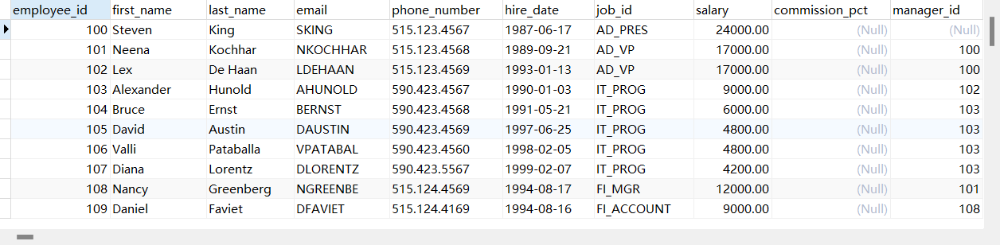 employee_id first_name last_name email phone_number hire_date job_id salary commission_pct manager_id
100 Steven King SKING 515.123.4567 1987-06-17 AD_PRES 24000.00 (Null) (Null)
101 Neena Kochhar NKOCHHAR 515.123.4568 1989-09-21 AD_VP 17000.00 (Null) 100
102 Lex De Haan LDEHAAN 515.123.4569 1993-01-13 AD_VP 17000.00 (Null) 100
103 Alexander Hunold AHUNOLD 590.423.4567 1990-01-03 IT_PROG 9000.00 (Null) 102
104 Bruce Ernst BERNST 590.423.4568 1991-05-21 IT_PROG 6000.00 (Null) 103
105 David Austin DAUSTIN 590.423.4569 1997-06-25 IT_PROG 4800.00 (Null) 103
106 Valli Pataballa VPATABAL 590.423.4560 1998-02-05 IT_PROG 4800.00 (Null) 103
107 Diana Lorentz DLORENTZ 590.423.5567 1999-02-07 IT_PROG 4200.00 (Null) 103
108 Nancy Greenberg NGREENBE 515.124.4569 1994-08-17 FI_MGR 12000.00 (Null) 101
109 Daniel Faviet DFAVIET 515.124.4169 1994-08-16 FI_ACCOUNT 9000.00 (Null) 108